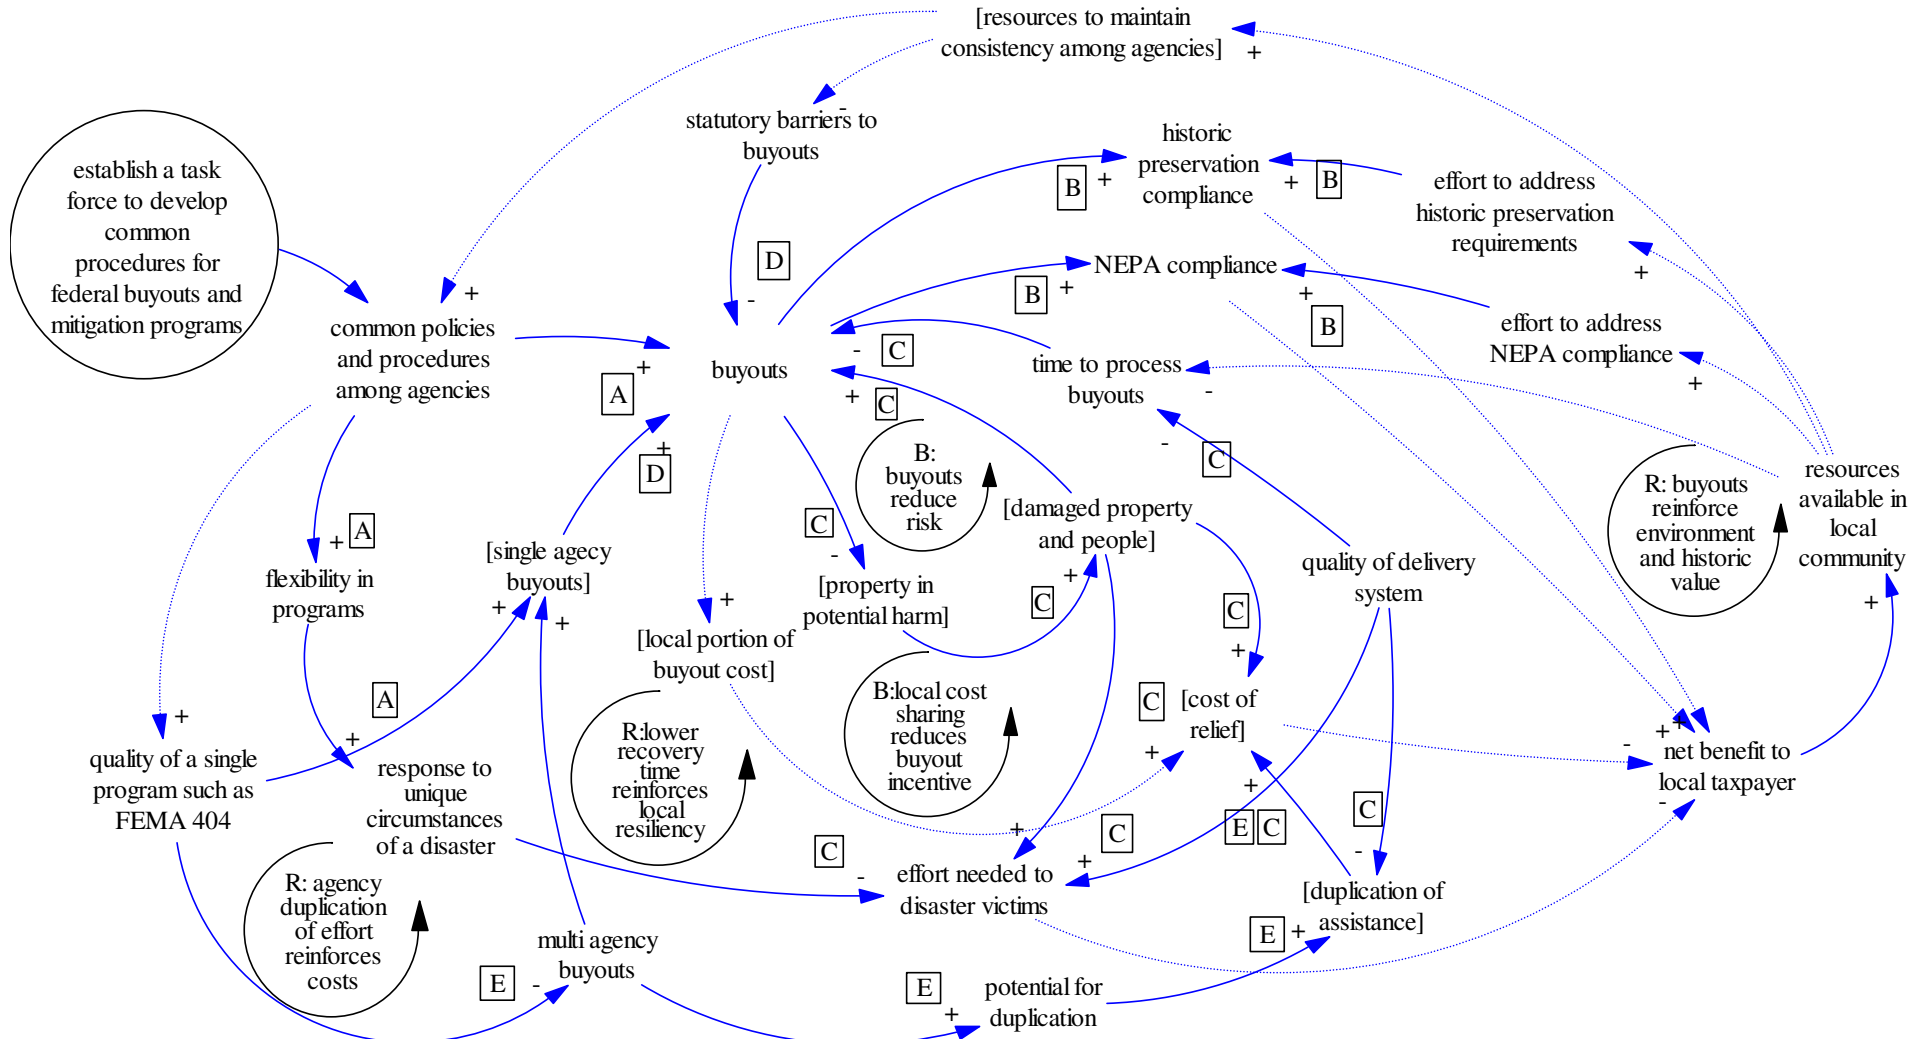 [resources to maintain
consistency among agencies]
+
-
statutory barriers to
buyouts
historic
preservation
compliance
B
+
+
B
effort to address
historic preservation
requirements
+
establish a task
force to develop
common
procedures for
federal buyouts and
mitigation programs
D
-
NEPA compliance
B
+
+
B
effort to address
NEPA compliance
+
+
common policies
and procedures
among agencies
+
A
buyouts
-
C
+
C
time to process
buyouts
-
-
C
+
D
B:
buyouts
reduce
risk
[damaged property
and people]
R: buyouts
reinforce
environment
and historic
value
resources
available in
local
community
+
+
A
flexibility in
programs
[single agecy
buyouts]
+
+
C
-
[property in
potential harm]
+
C
quality of delivery
system
C
+
+
[local portion of
buyout cost]
+
quality of a single
program such as
FEMA 404
A
+
response to
unique
circumstances
of a disaster
R:lower
recovery
time
reinforces
local
resiliency
B:local cost
sharing
reduces
buyout
incentive
C
[cost of
relief]
+
+
E
C
C
-
-
+
+
net benefit to
local taxpayer
-
R: agency
duplication
of effort
reinforces
costs
C
-
+
effort needed to
disaster victims
+
C
[duplication of
assistance]
E
+
multi agency
buyouts
E
-
E
+
potential for
duplication